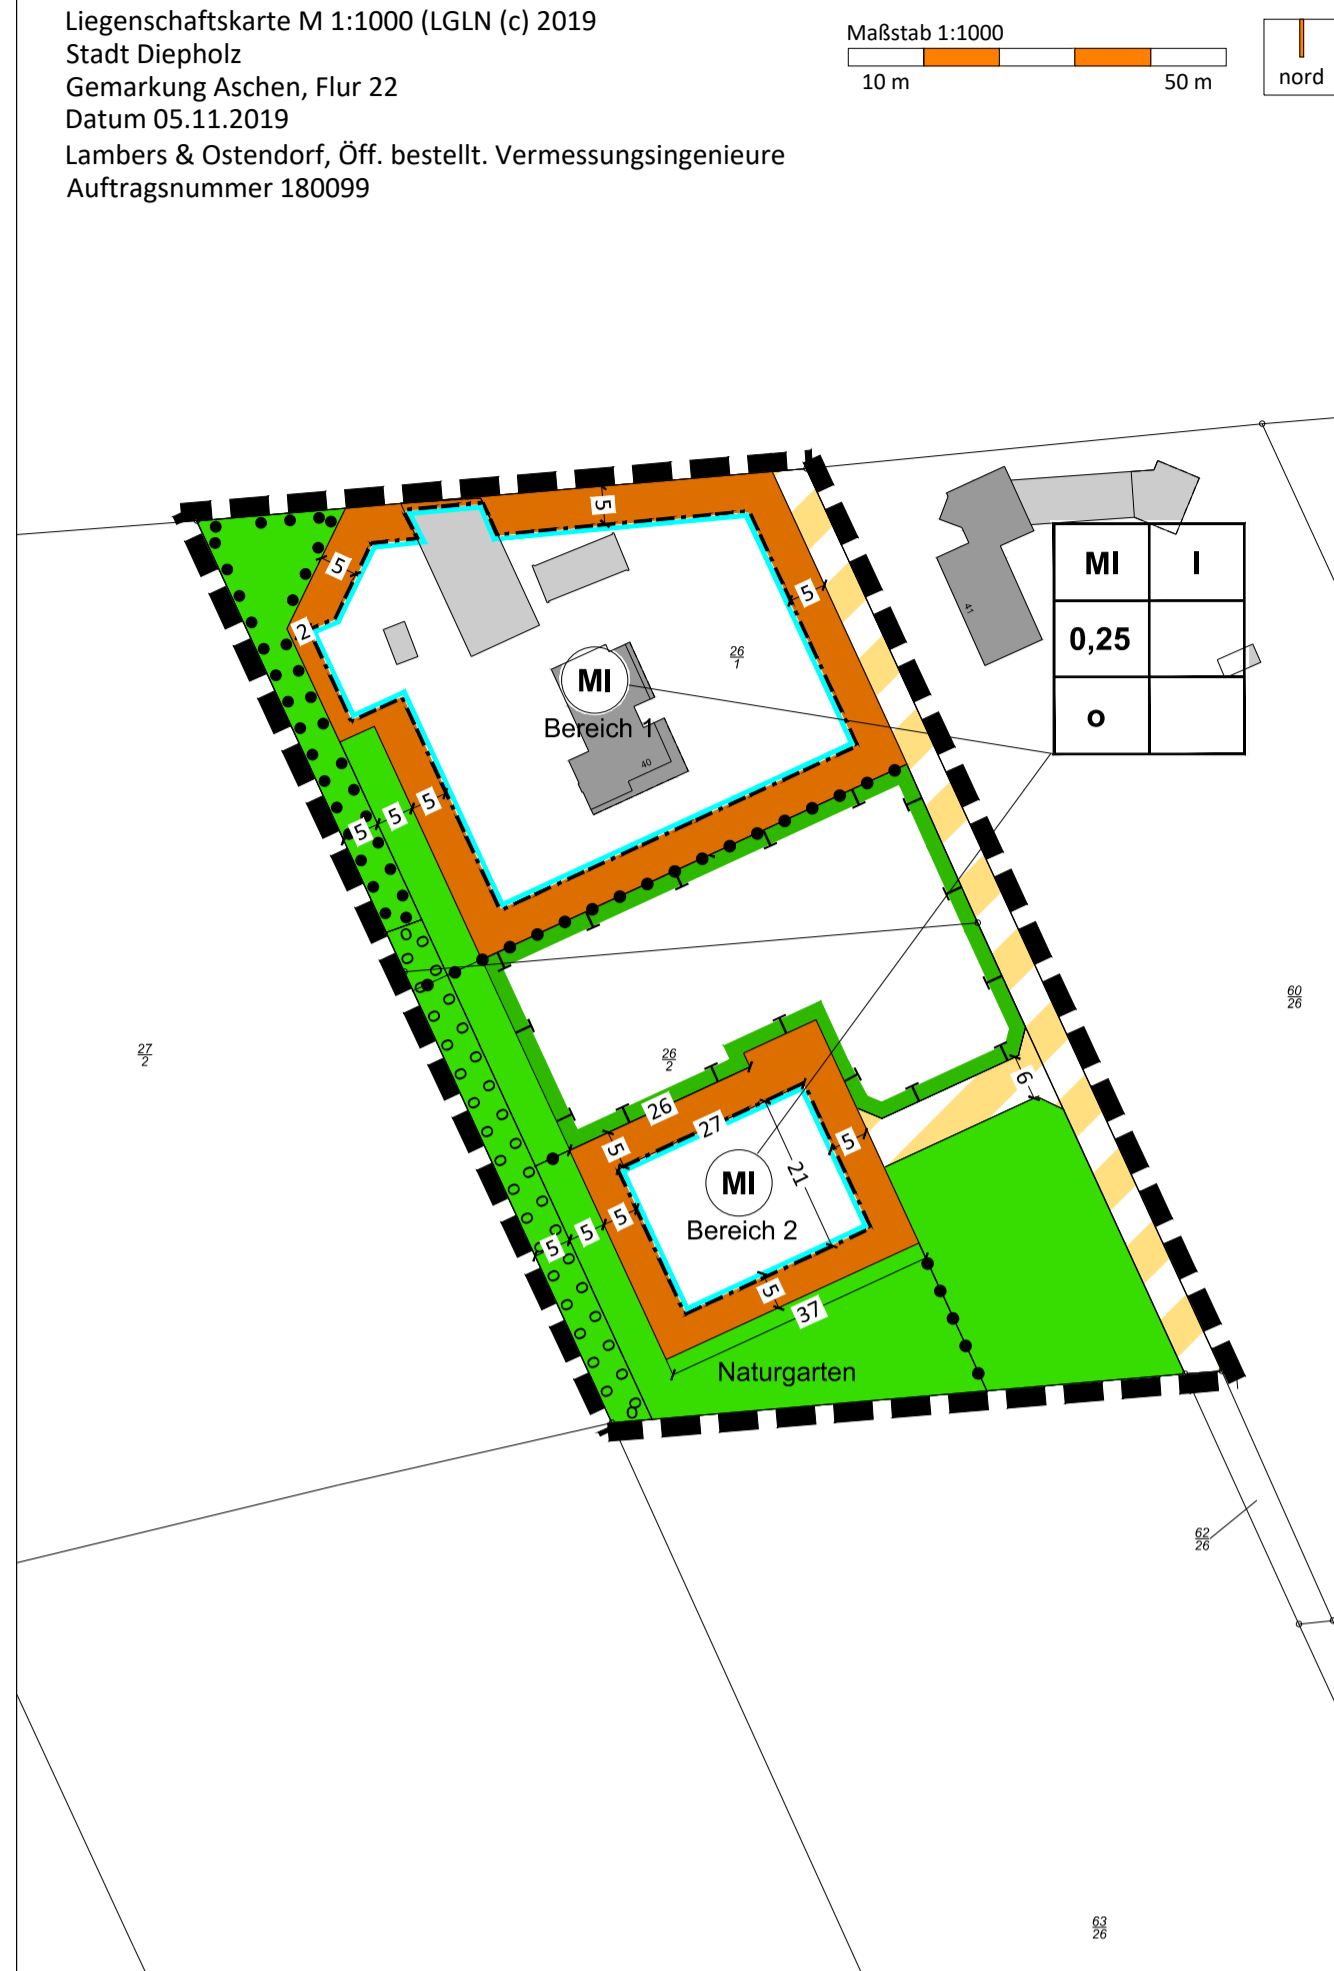 Liegenschaftskarte M 1:1000 (LGLN (c) 2019
Stadt Diepholz
Gemarkung Aschen, Flur 22
Datum 05.11.2019
Lambers & Ostendorf, Öff. bestellt. Vermessungsingenieure
Auftragsnummer 180099
Maßstab 1:1000
10 m
50 m
nord
MI
I
0,25
o
41
5
5
2
5
26
1
MI
Bereich 1
40
5
5
5
27
2
26
2
60
26
6
26
27
5
5
21
MI
Bereich 2
5
5
5
5
37
Naturgarten
62
26
63
26